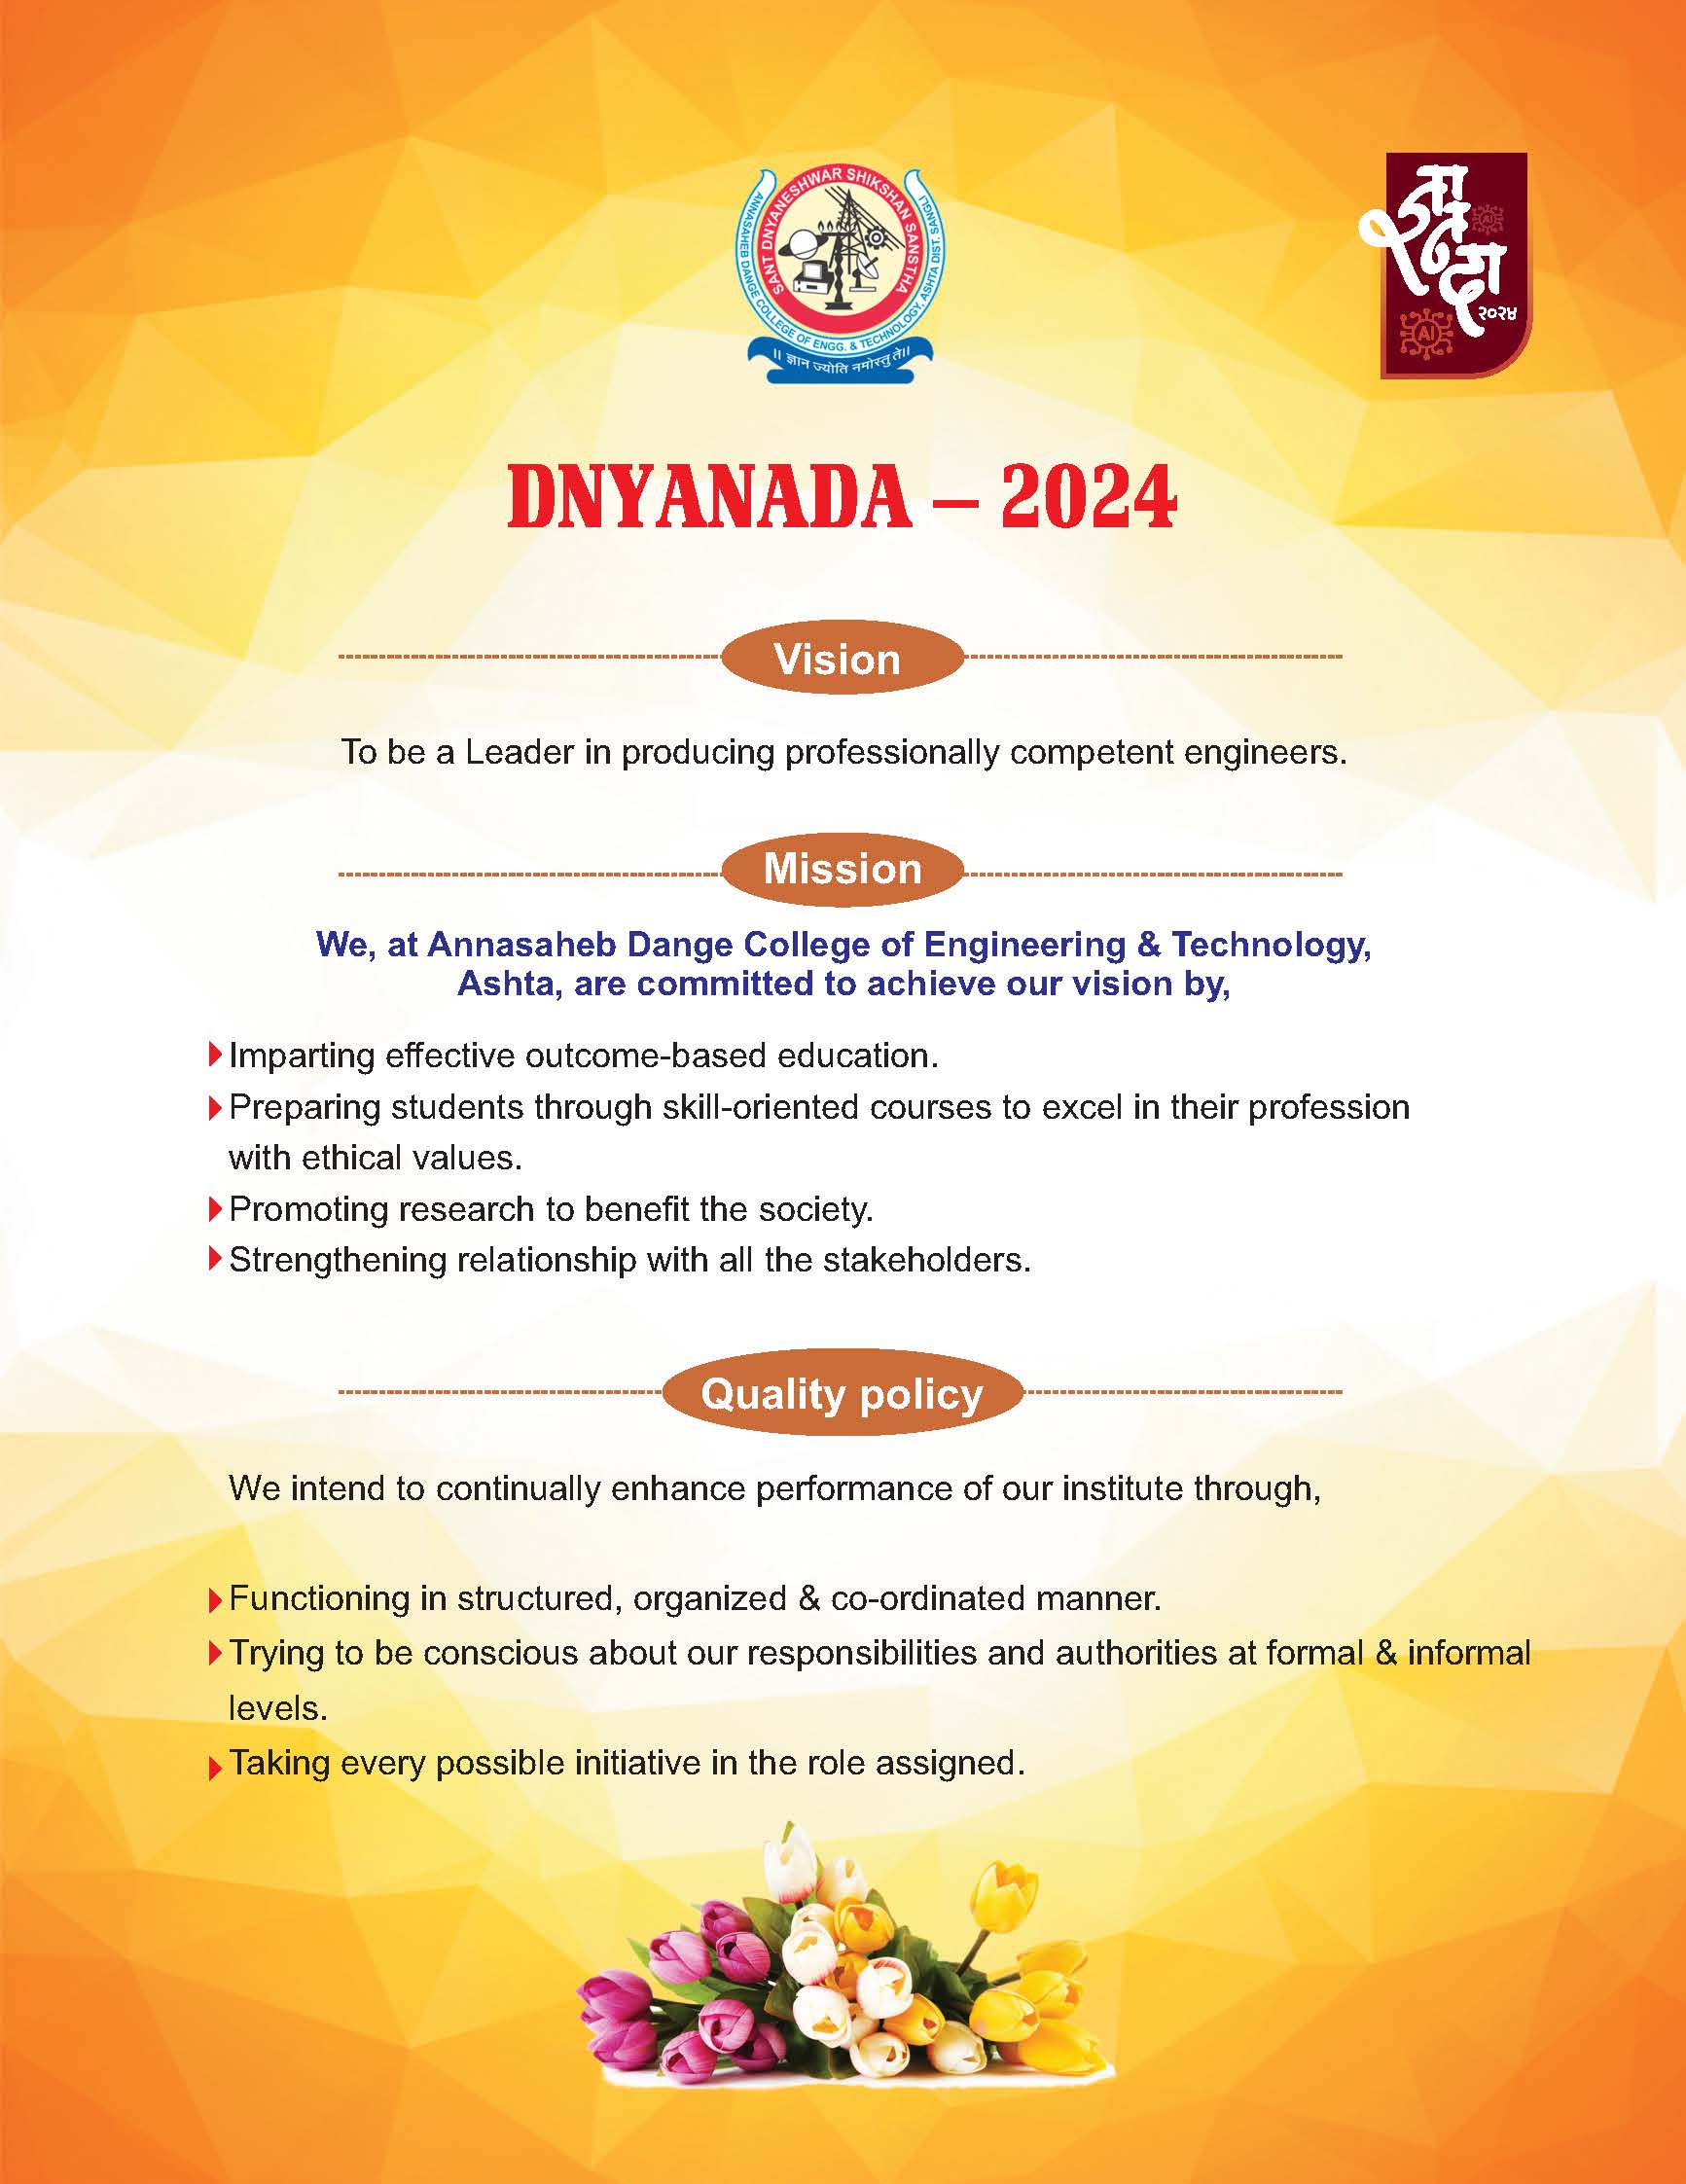 SANT DNYANESHWAR SHIKSHAN SANSTHA
ANNASAHEB DANGE COLLEGE OF ENGG. & TECHNOLOGY, ASHTA DIST. SANGLI
॥ ज्ञान ज्योति नमोस्तु ते॥
ज्ञानदा
२०२४
AI
AI
DNYANADA – 2024
Vision
To be a Leader in producing professionally competent engineers.
Mission
We, at Annasaheb Dange College of Engineering & Technology,
Ashta, are committed to achieve our vision by,
Imparting effective outcome-based education.
Preparing students through skill-oriented courses to excel in their profession
with ethical values.
Promoting research to benefit the society.
Strengthening relationship with all the stakeholders.
Quality policy
We intend to continually enhance performance of our institute through,
Functioning in structured, organized & co-ordinated manner.
Trying to be conscious about our responsibilities and authorities at formal & informal
levels.
Taking every possible initiative in the role assigned.